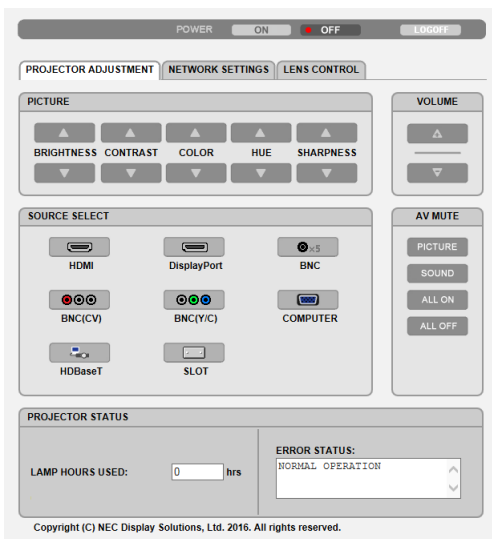 POWER ON OFF LOGOFF
PROJECTOR ADJUSTMENT NETWORK SETTINGS LENS CONTROL
PICTURE
BRIGHTNESS CONTRAST COLOR HUE SHARPNESS
VOLUME
SOURCE SELECT
HDMI DisplayPort ×5 BNC
BNC(CV) BNC(Y/C) COMPUTER
HDBaseT SLOT
AV MUTE
PICTURE
SOUND
ALL ON
ALL OFF
PROJECTOR STATUS
LAMP HOURS USED: 0 hrs
ERROR STATUS:
NORMAL OPERATION
Copyright (C) NEC Display Solutions, Ltd. 2016. All rights reserved.